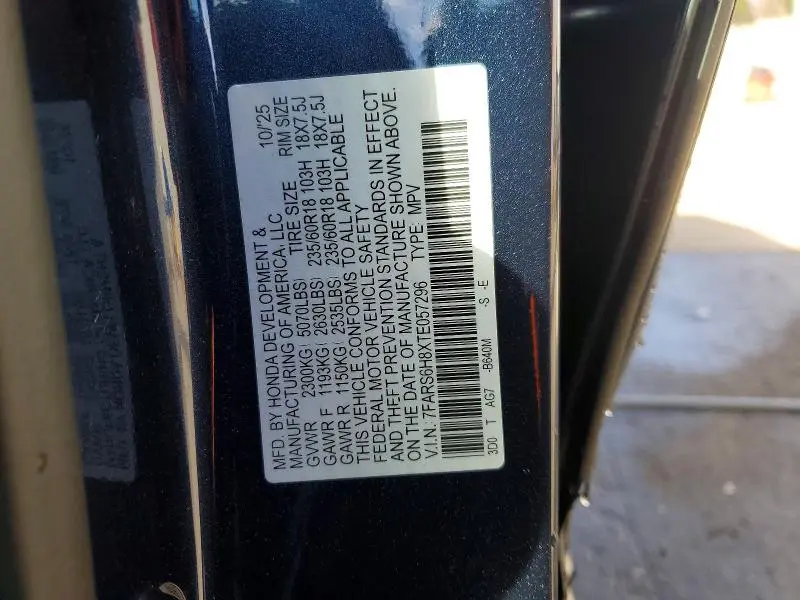 MFD. BY HONDA DEVELOPMENT & 10/'25
MANUFACTURING OF AMERICA, LLC
GVWR 2300KG( 5070LBS) TIRE SIZE RIM SIZE
GAWR F 1193KG( 2630LBS) 235/60R18 103H 18X7.5J
GAWR R 1150KG( 2535LBS) 235/60R18 103H 18X7.5J
THIS VEHICLE CONFORMS TO ALL APPLICABLE
FEDERAL MOTOR VEHICLE SAFETY
AND THEFT PREVENTION STANDARDS IN EFFECT
ON THE DATE OF MANUFACTURE SHOWN ABOVE.
V.I.N: 7FARS6H8XTE057296 TYPE: MPV
3D0 T AG7 -B640M -S -E